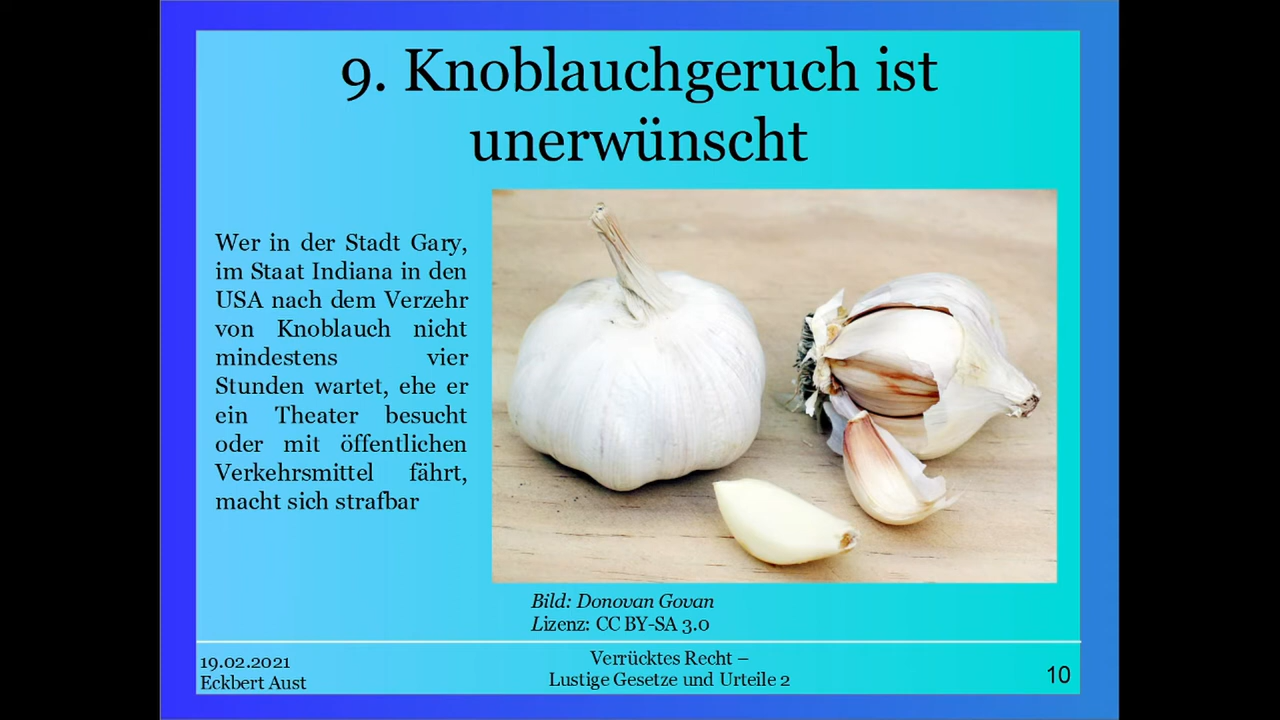 9. Knoblauchgeruch ist
unerwünscht
Wer in der Stadt Gary,
im Staat Indiana in den
USA nach dem Verzehr
von Knoblauch nicht
mindestens vier
Stunden wartet, ehe er
ein Theater besucht
oder mit öffentlichen
Verkehrsmittel fährt,
macht sich strafbar
Bild: Donovan Govan
Lizenz: CC BY-SA 3.0
19.02.2021
Eckbert Aust
Verrücktes Recht –
Lustige Gesetze und Urteile 2
10